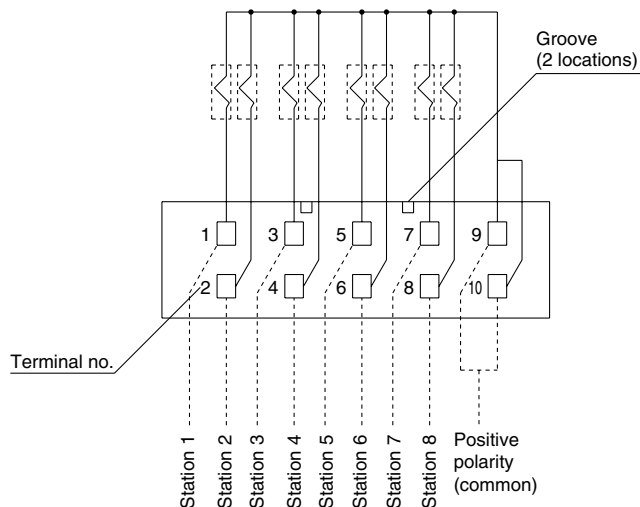 Groove
(2 locations)
1
3
5
7
9
2
4
6
8
10
Terminal no.
Station 1
Station 2
Station 3
Station 4
Station 5
Station 6
Station 7
Station 8
Positive
polarity
(common)